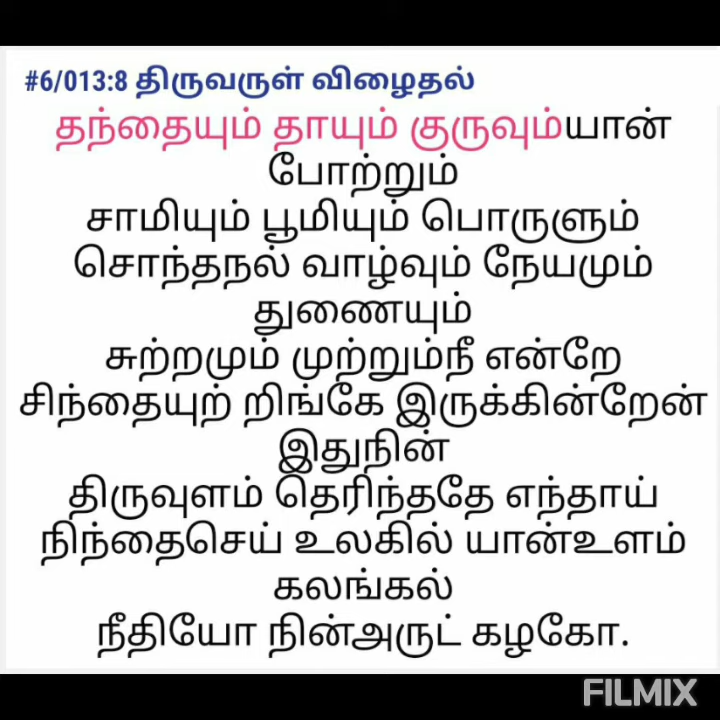 #6/013:8 திருவருள் விழைதல்
தந்தையும் தாயும் குருவும்யான்
போற்றும்
சாமியும் பூமியும் பொருளும்
சொந்தநல் வாழ்வும் நேயமும்
துணையும்
சுற்றமும் முற்றும்நீ என்றே
சிந்தையுற் றிங்கே இருக்கின்றேன்
இதுநின்
திருவுளம் தெரிந்ததே எந்தாய்
நிந்தைசெய் உலகில் யான்உளம்
கலங்கல்
நீதியோ நின்அருட் கழகோ.
FILMIX